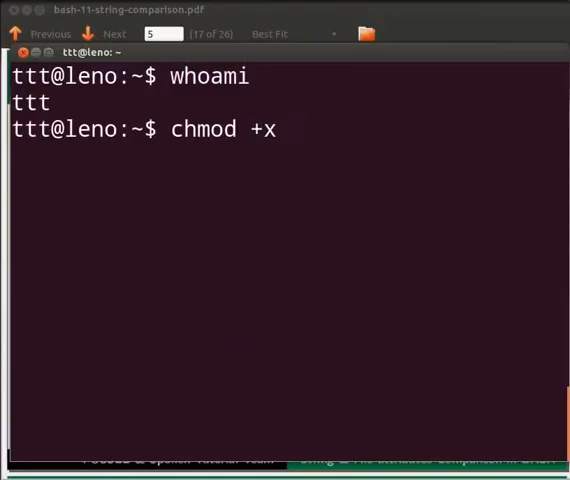 bash-11-string-comparison.pdf
Previous Next 5 (17 of 26) Best Fit
ttt@leno: ~
ttt@leno:~$ whoami
ttt
ttt@leno:~$ chmod +x